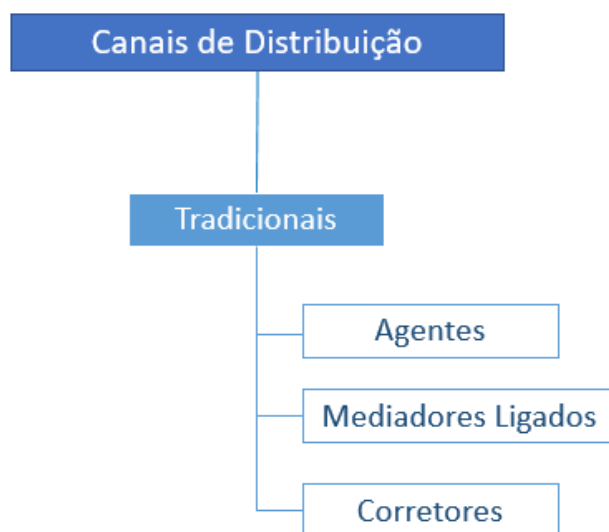 Canais de Distribuição
Tradicionais
Agentes
Mediadores Ligados
Corretores